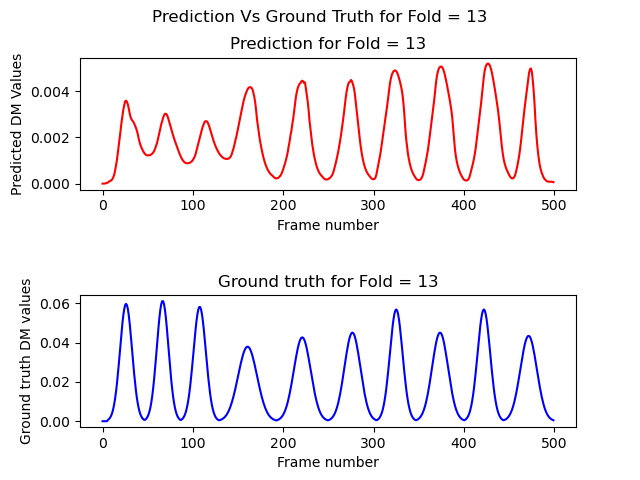 Prediction Vs Ground Truth for Fold = 13
Prediction for Fold = 13
Predicted DM Values
0.004
0.002
0.000
0 100 200 300 400 500
Frame number
Ground truth for Fold = 13
Ground truth DM values
0.06
0.04
0.02
0.00
0 100 200 300 400 500
Frame number